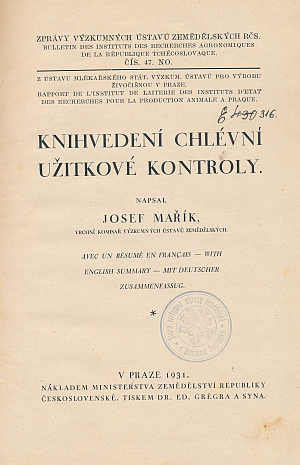 ZPRÁVY VÝZKUMNÝCH ÚSTAVŮ ZEMĚDĚLSKÝCH RČS.
BULLETIN DES INSTITUTS DES RECHERCHES AGRONOMIQUES
DE LA RÉPUBLIQUE TCHÉCOSLOVAQUE.
ČÍS. 47. NO.
Z ÚSTAVU MLÉKAŘSKÉHO STÁT. VÝZKUM. ÚSTAVU PRO VÝROBU
ŽIVOČIŠNOU V PRAZE.
RAPPORT DE L'INSTITUT DE LAITERIE DES INSTITUTS D'ETAT
DES RECHERCHES POUR LA PRODUCTION ANIMALE A PRAGUE.
316.
KNIHVEDENÍ CHLÉVNÍ
UŽITKOVÉ KONTROLY.
NAPSAL
JOSEF MAŘÍK,
VRCHNÍ KOMISAŘ VÝZKUMNÝCH ÚSTAVŮ ZEMĚDĚLSKÝCH.
AVEC UN RÉSUMÉ EN FRANÇAIS — WITH
ENGLISH SUMMARY — MIT DEUTSCHER
ZUSAMMENFASSUG.
*
V PRAZE 1931.
NÁKLADEM MINISTERSTVA ZEMĚDĚLSTVÍ REPUBLIKY
ČESKOSLOVENSKÉ, TISKEM DR. ED. GRÉGRA A SYNA.